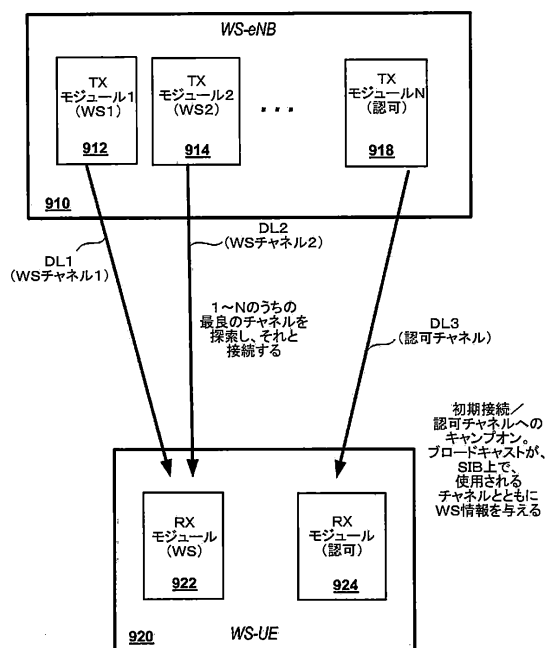 WS-eNB
TX
モジュール1
(WS1)
912
TX
モジュール2
(WS2)
914
...
TX
モジュールN
(認可)
918
910
DL1
(WSチャネル1)
DL2
(WSチャネル2)
1~Nのうちの
最良のチャネルを
探索し、それと
接続する
DL3
(認可チャネル)
初期接続/
認可チャネルへの
キャンプオン。
ブロードキャストが、
SIB上で、
使用される
チャネルとともに
WS情報を与える
RX
モジュール
(WS)
922
RX
モジュール
(認可)
924
920
WS-UE